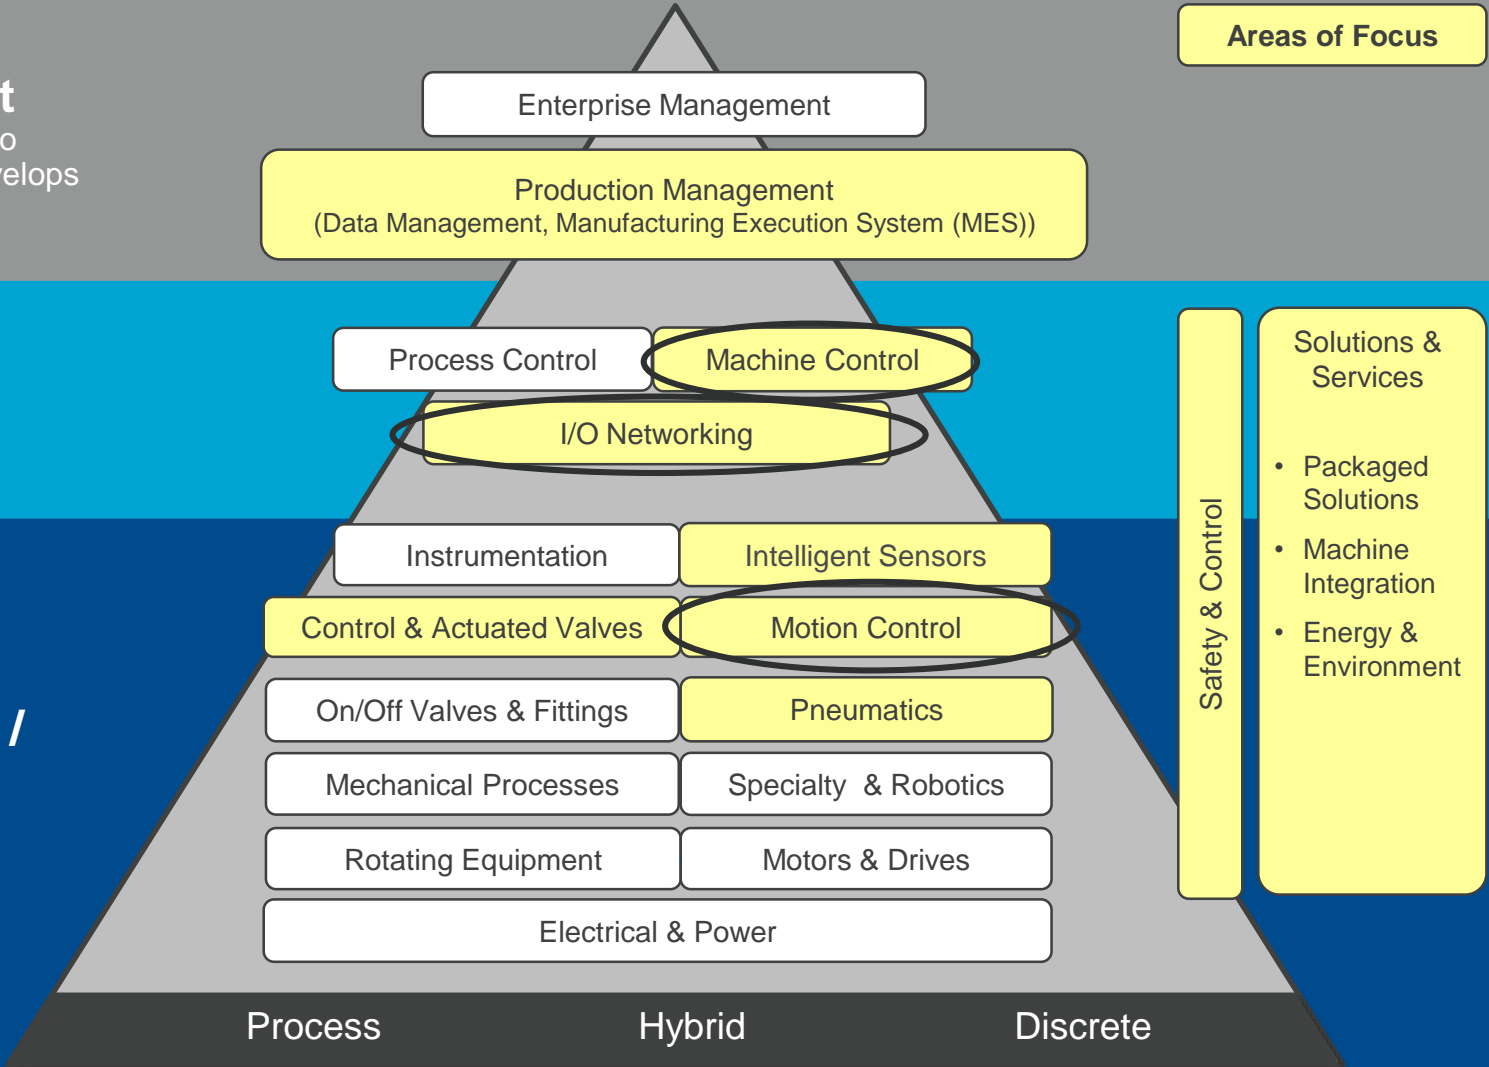 Areas of Focus
t
o
velops
Enterprise Management
Production Management
(Data Management, Manufacturing Execution System (MES))
Process Control
Machine Control
I/O Networking
Instrumentation
Intelligent Sensors
Control & Actuated Valves
Motion Control
/
On/Off Valves & Fittings
Pneumatics
Mechanical Processes
Specialty & Robotics
Rotating Equipment
Motors & Drives
Electrical & Power
Process
Hybrid
Discrete
Safety & Control
Solutions &
Services
• Packaged
Solutions
• Machine
Integration
• Energy &
Environment